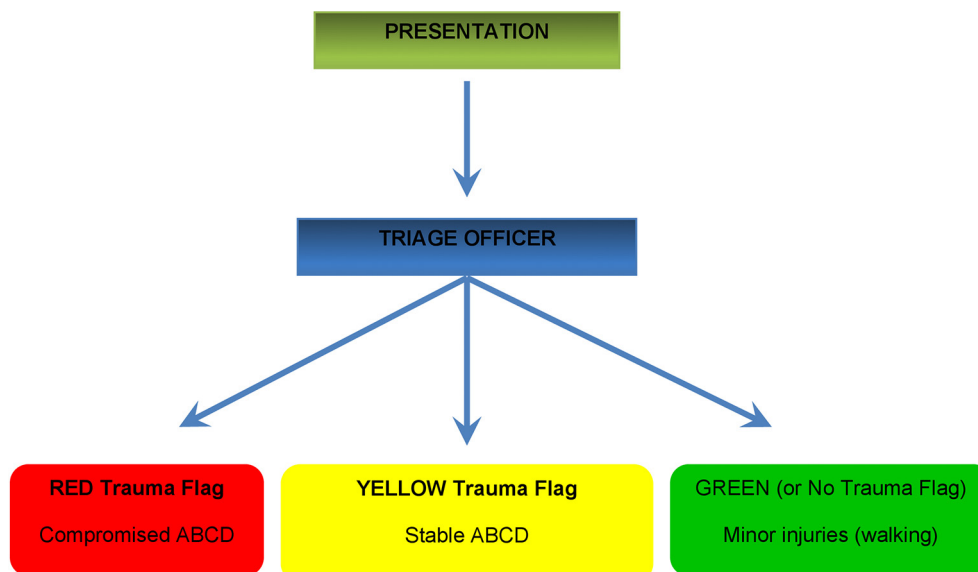 PRESENTATION
TRIAGE OFFICER
RED Trauma Flag
Compromised ABCD
YELLOW Trauma Flag
Stable ABCD
GREEN (or No Trauma Flag)
Minor injuries (walking)